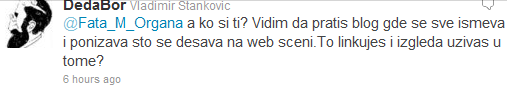 DedaBor Vladimir Stankovic
@Fata_M_Organa a ko si ti? Vidim da pratis blog gde se sve ismeva
i ponizava sto se desava na web sceni.To linkujes i izgleda uzivas u
tome?
6 hours ago